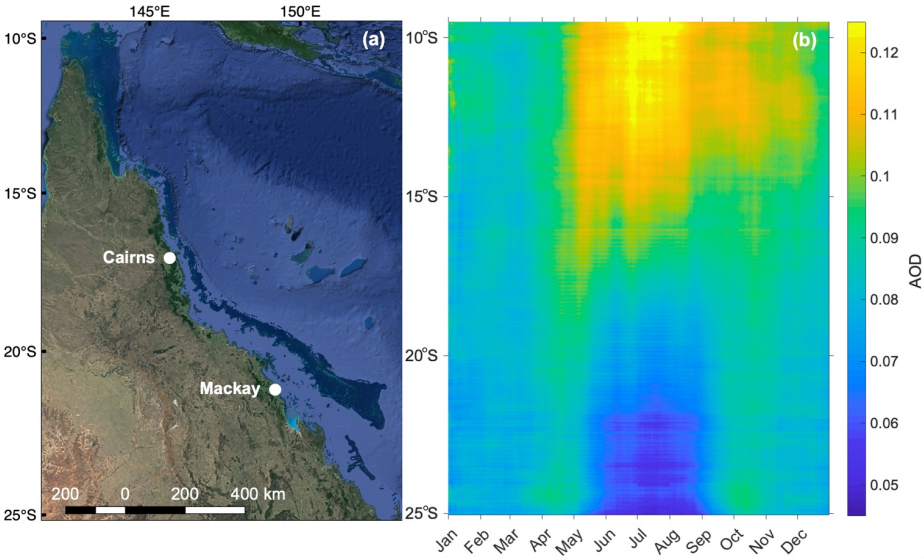 145°E 150°E
10°S
(a)
15°S
Cairns
20°S
Mackay
200 0 200 400 km
25°S
10°S
(b)
15°S
20°S
25°S
Jan Feb Mar Apr May Jun Jul Aug Sep Oct Nov Dec
0.12
0.11
0.1
0.09
0.08
0.07
0.06
0.05
AOD